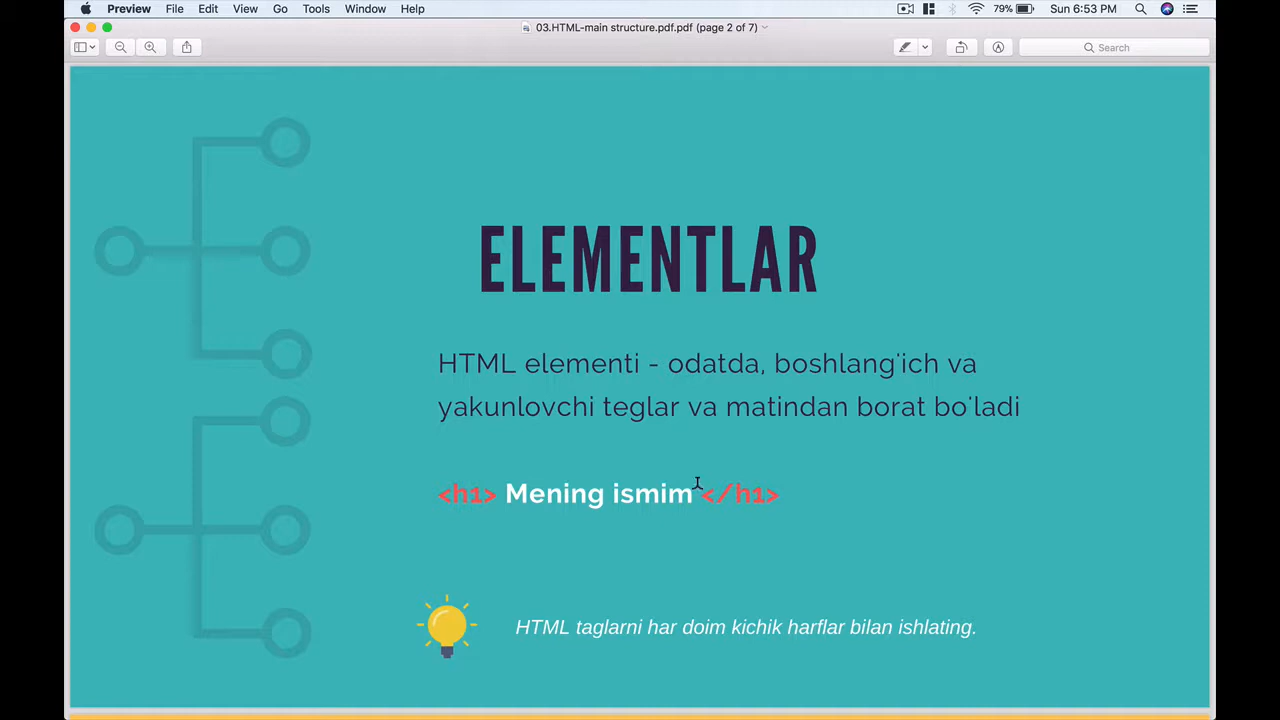 Preview File Edit View Go Tools Window Help 79% Sun 6:53 PM
03.HTML-main structure.pdf.pdf (page 2 of 7)
Search
ELEMENTLAR
HTML elementi - odatda, boshlang'ich va
yakunlovchi teglar va matindan borat bo'ladi
<h1> Mening ismim </h1>
HTML taglarni har doim kichik harflar bilan ishlating.